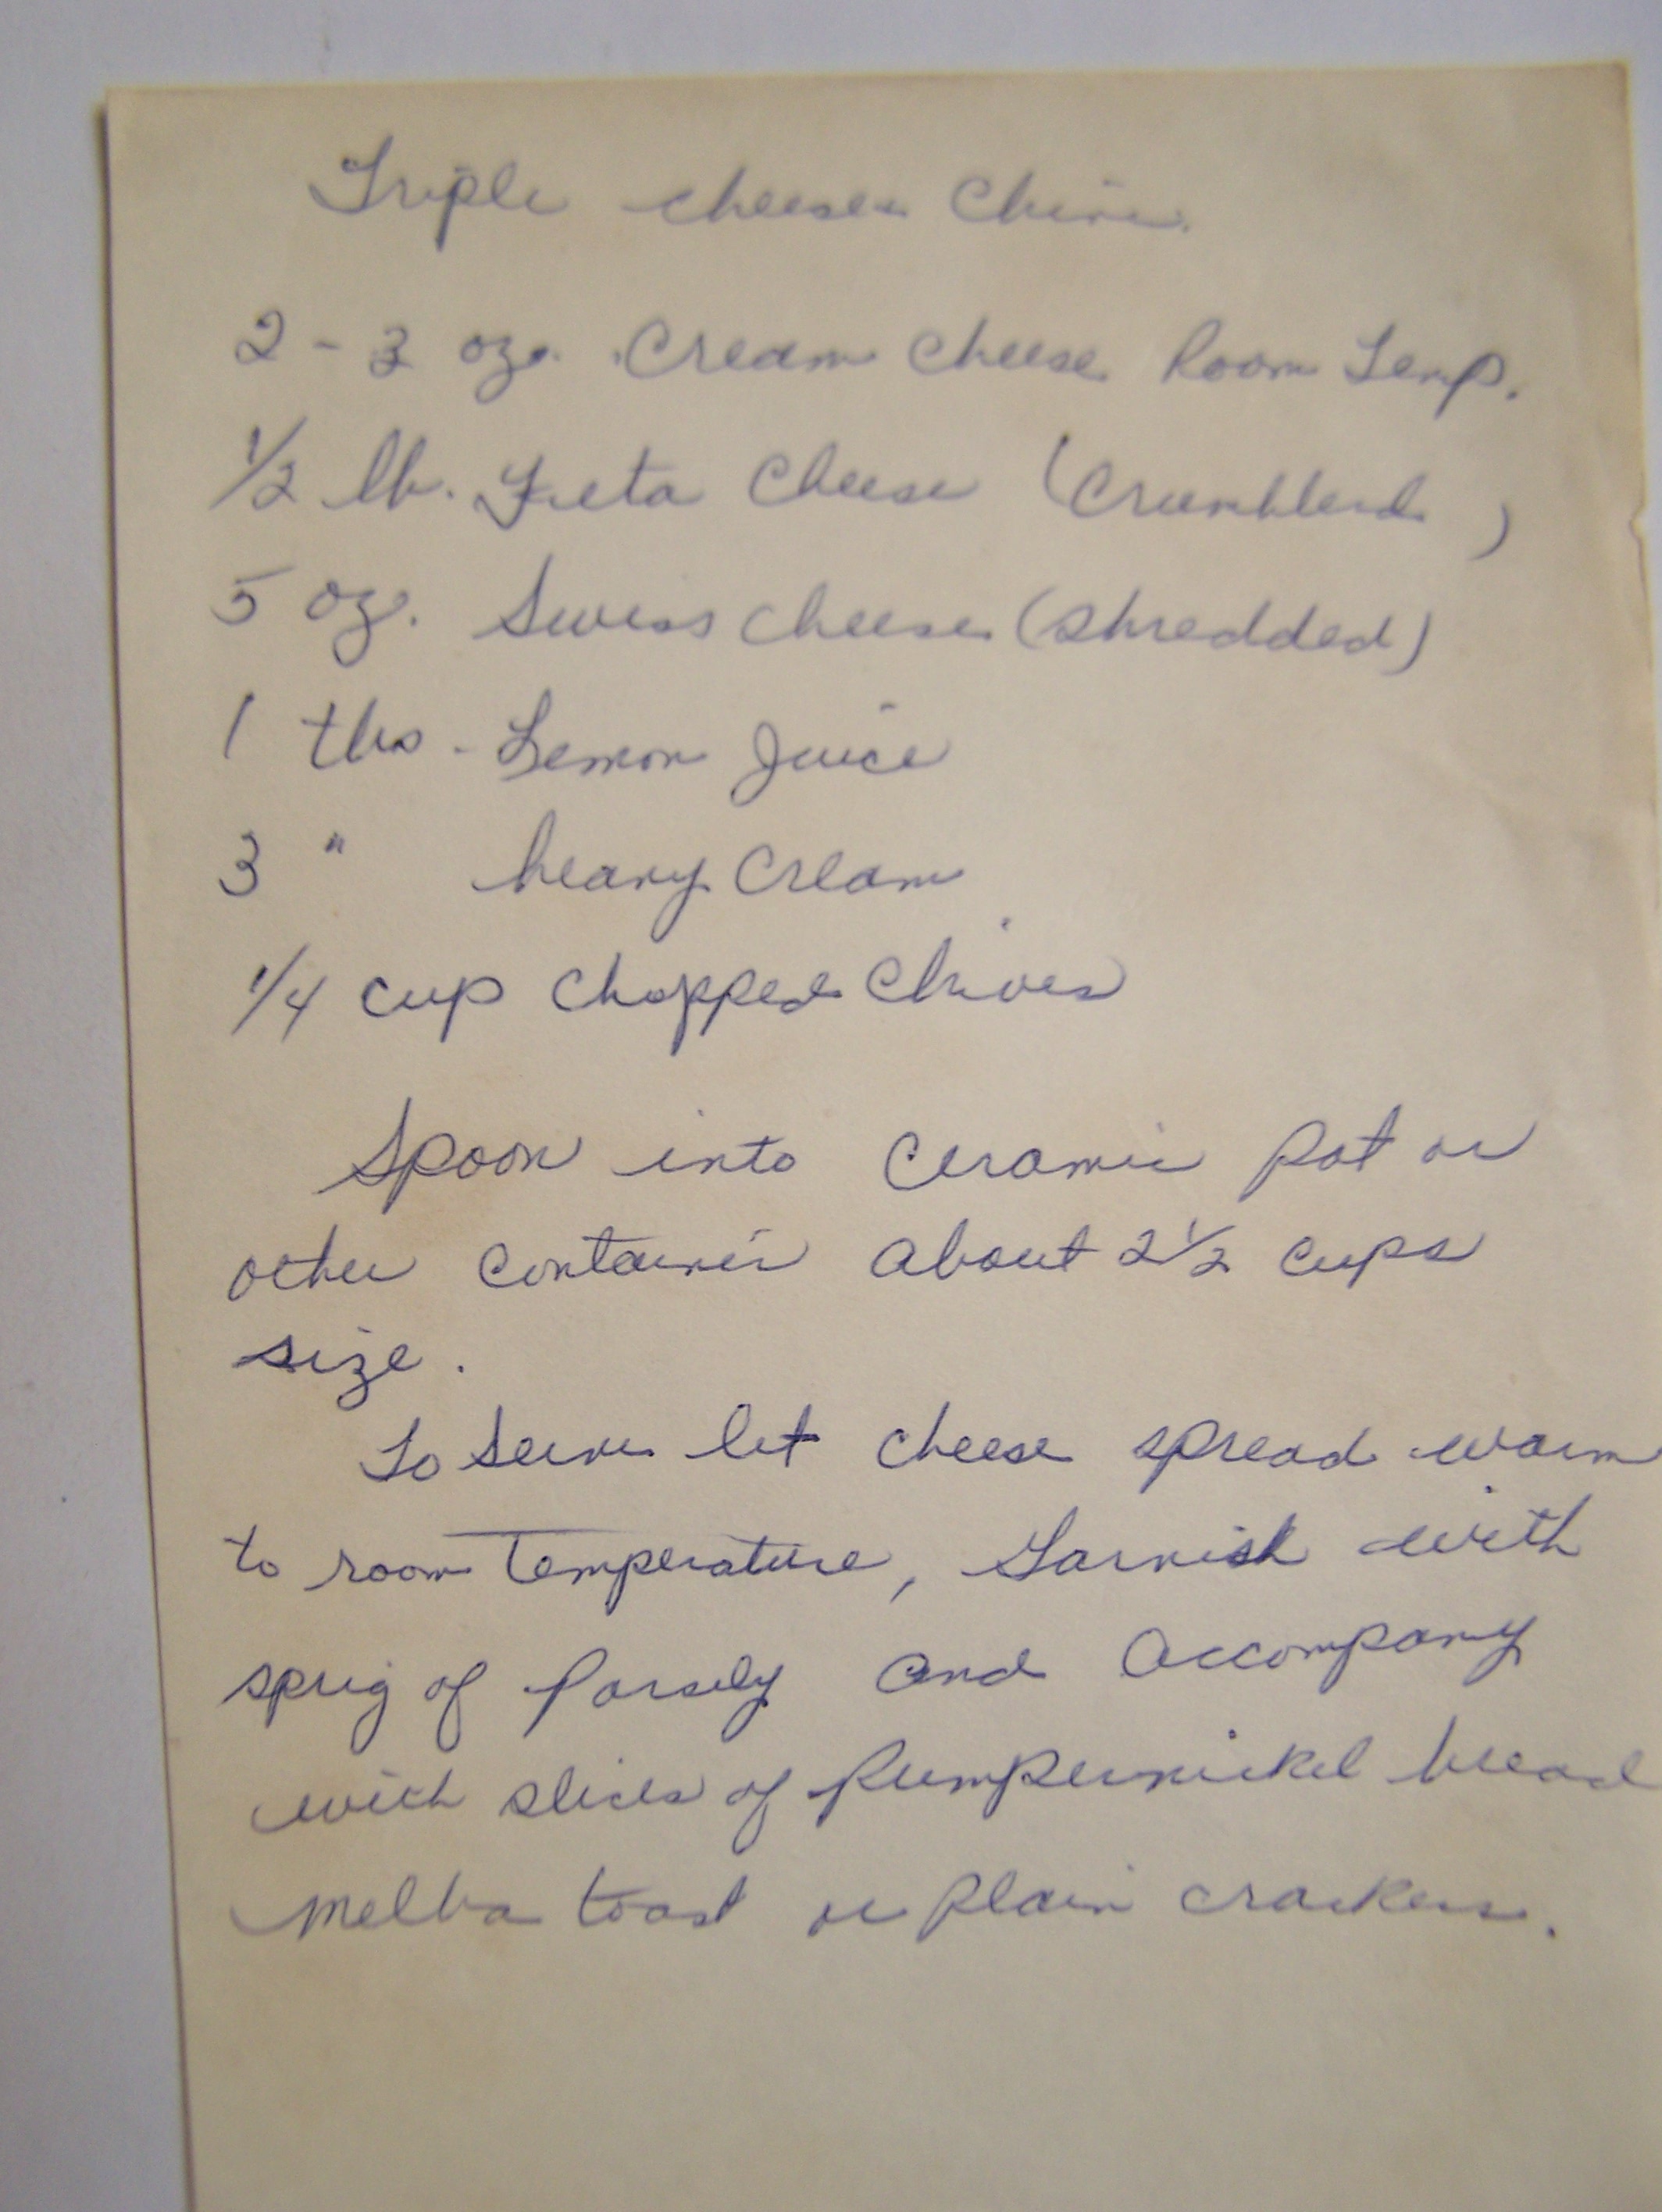 Triple cheese Chive
2 - 3 oz. Cream Cheese Room Temp.
1/2 lb. Feta Cheese (Crumbled)
5 oz. Swiss Cheese (Shredded)
1 tbs - Lemon Juice
3 " heavy Cream
1/4 cup Chopped Chives
Spoon into Ceramic Pot or
other container about 2 1/2 cups
size.
To Serve let cheese spread warm
to room Temperature, Garnish with
sprig of Parsely and accompany
with slices of Pumpernickel bread
Melba toast or Plain crackers.